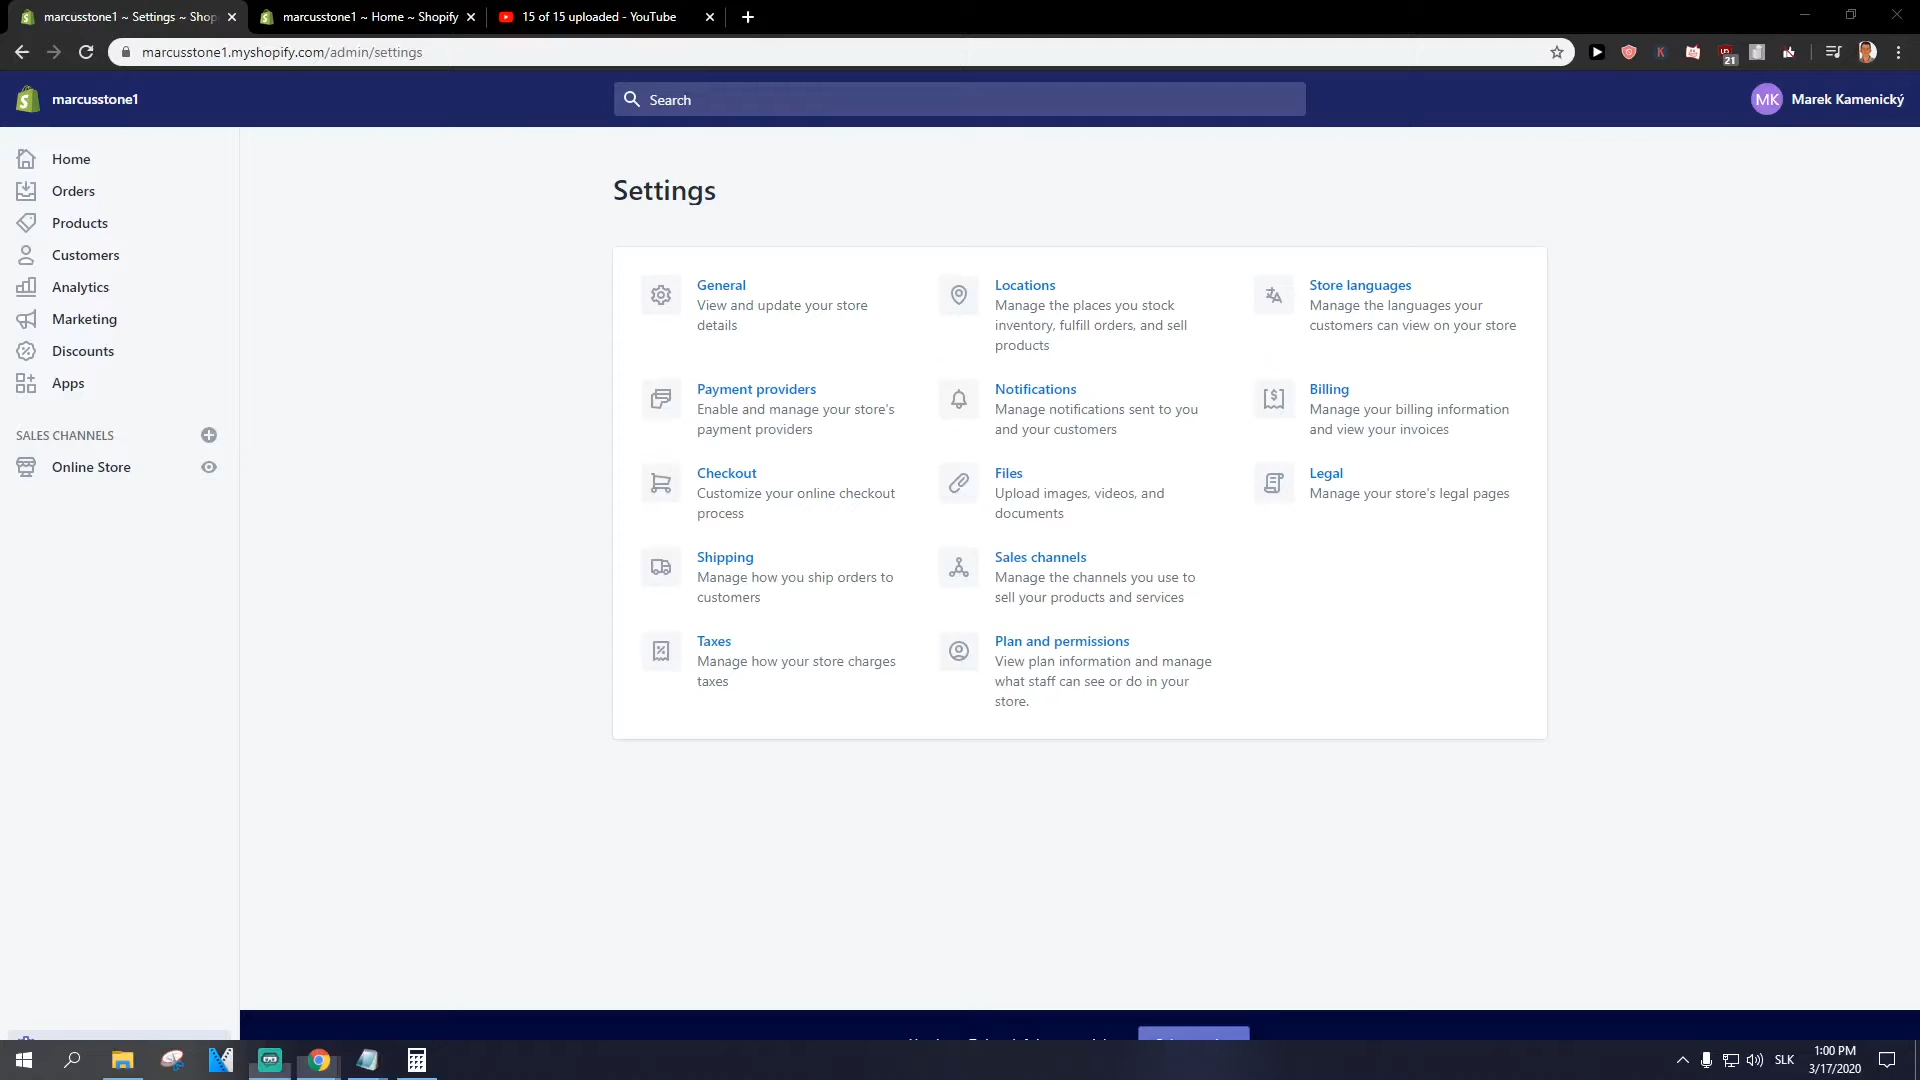 marcusstone1 ~ Settings ~ Shop
marcusstone1 ~ Home ~ Shopify
15 of 15 uploaded - YouTube
marcusstone1.myshopify.com/admin/settings
21
marcusstone1
Search
MK
Marek Kamenický
Home
Orders
Products
Customers
Analytics
Marketing
Discounts
Apps
SALES CHANNELS
Online Store
Settings
General
View and update your store
details
Locations
Manage the places you stock
inventory, fulfill orders, and sell
products
Store languages
Manage the languages your
customers can view on your store
Payment providers
Enable and manage your store's
payment providers
Notifications
Manage notifications sent to you
and your customers
Billing
Manage your billing information
and view your invoices
Checkout
Customize your online checkout
process
Files
Upload images, videos, and
documents
Legal
Manage your store's legal pages
Shipping
Manage how you ship orders to
customers
Sales channels
Manage the channels you use to
sell your products and services
Taxes
Manage how your store charges
taxes
Plan and permissions
View plan information and manage
what staff can see or do in your
store.
SLK
1:00 PM
3/17/2020